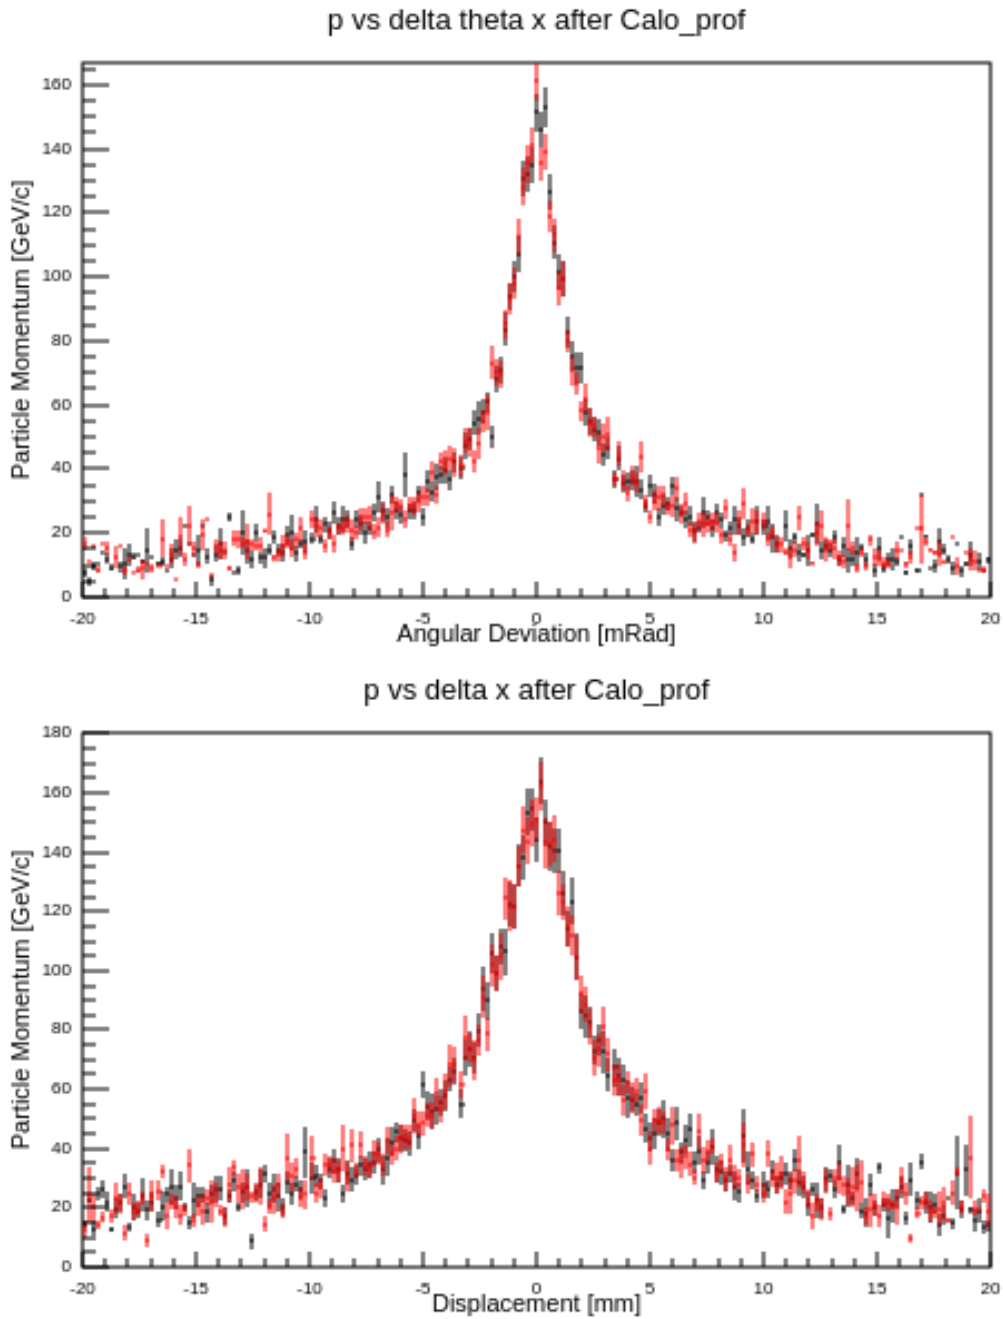 p vs delta theta x after Calo_prof
Particle Momentum [GeV/c]
160
140
120
100
80
60
40
20
0
-20 -15 -10 -5 0 5 10 15 20
Angular Deviation [mRad]
p vs delta x after Calo_prof
Particle Momentum [GeV/c]
180
160
140
120
100
80
60
40
20
0
-20 -15 -10 -5 0 5 10 15 20
Displacement [mm]